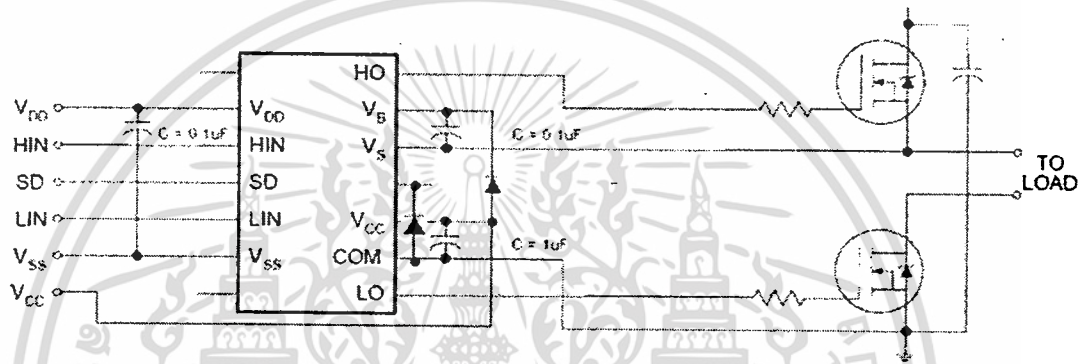 HO
V_DD V_DD V_B
C = 0.1uF C = 0.1uF
HIN HIN V_S
TO
LOAD
SD SD
LIN LIN V_CC
C = 1uF
V_SS V_SS COM
V_CC LO